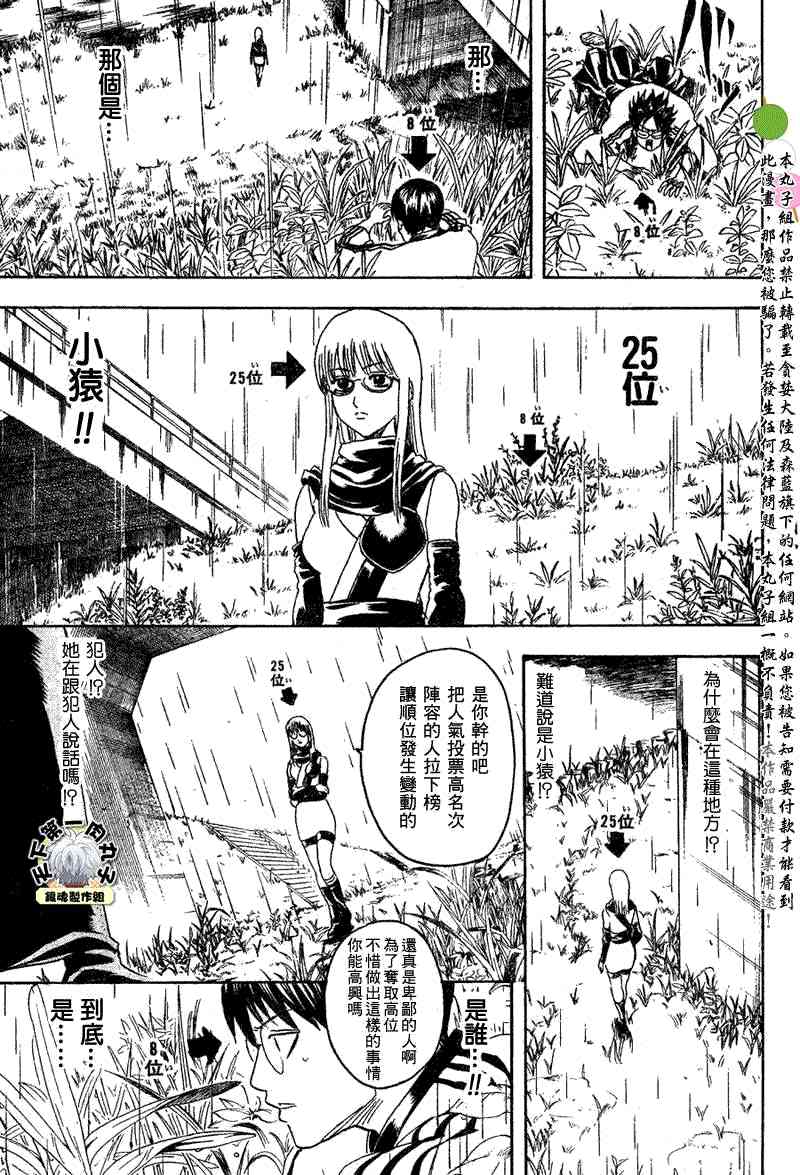 8位
那…
那個是…
8位
25位
25位
8位
小猿!!
為什麼會在這種地方!?
難道說是小猿!?
25位
是你幹的吧
把人氣投票高名次
陣容的人拉下榜
讓順位發生變動的
25位
犯人!?
她在跟犯人說話嗎!?
還真是卑鄙的人啊
為了奪取高位
不惜做出這樣的事情
你能高興嗎
是誰…!!
8位
到底…
是…
天下第一肉丸子
銀魂製作組
本丸子組作品禁止轉載至貪婪大陸及森藍旗下的任何網站。如果您被告知需要付款才能看到
此漫畫,那麼您被騙了。若發生任何法律問題,本丸子組一概不負責!本作品嚴禁商業用途!